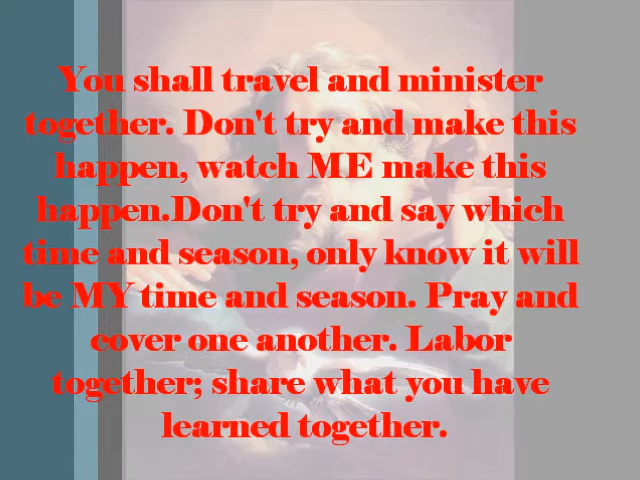 You shall travel and minister
together. Don't try and make this
happen, watch ME make this
happen.Don't try and say which
time and season, only know it will
be MY time and season. Pray and
cover one another. Labor
together; share what you have
learned together.